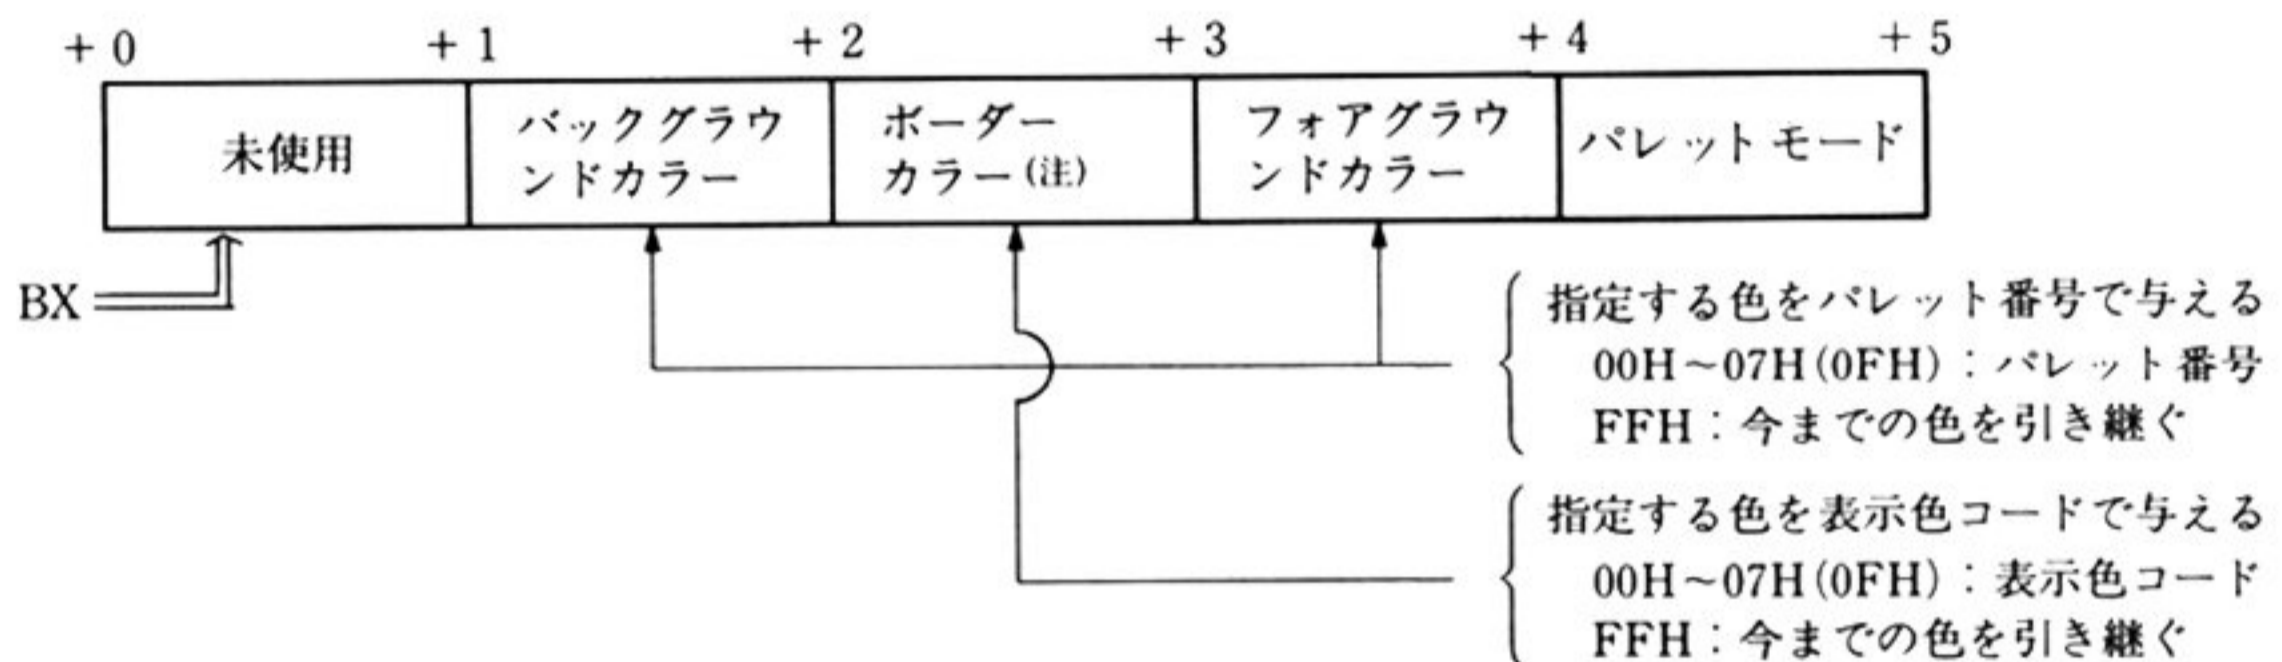 +0 +1 +2 +3 +4 +5
未使用
バックグラウ
ンドカラー
ボーダー
カラー(注)
フォアグラウ
ンドカラー
パレットモード
BX
指定する色をパレット番号で与える
00H~07H(0FH):パレット番号
FFH:今までの色を引き継ぐ
指定する色を表示色コードで与える
00H~07H(0FH):表示色コード
FFH:今までの色を引き継ぐ